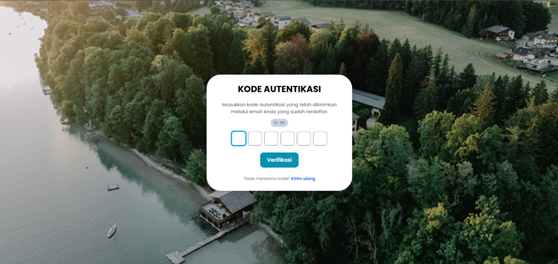 KODE AUTENTIKASI
Masukkan kode autentikasi yang telah dikirimkan
melalui email Anda yang sudah terdaftar.
Verifikasi
Tidak menerima kode? Kirim ulang